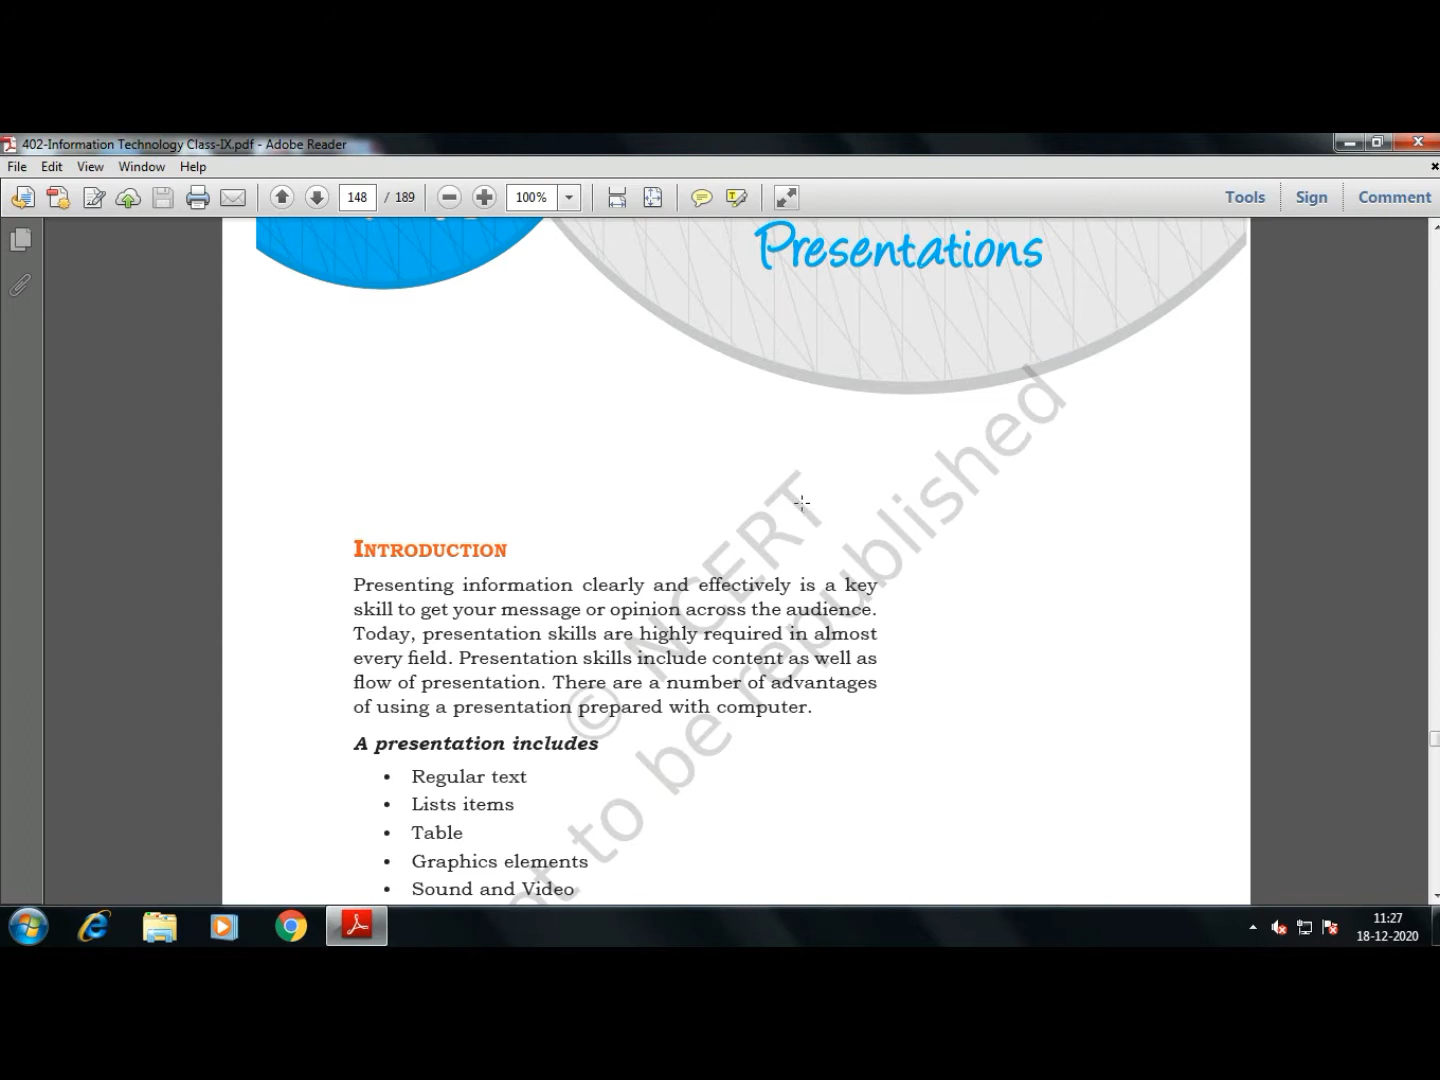 402-Information Technology Class-IX.pdf - Adobe Reader
File Edit View Window Help
148 / 189 100% Tools Sign Comment
Presentations
INTRODUCTION
Presenting information clearly and effectively is a key
skill to get your message or opinion across the audience.
Today, presentation skills are highly required in almost
every field. Presentation skills include content as well as
flow of presentation. There are a number of advantages
of using a presentation prepared with computer.
A presentation includes
• Regular text
• Lists items
• Table
• Graphics elements
• Sound and Video
© NCERT
to be republished
11:27
18-12-2020